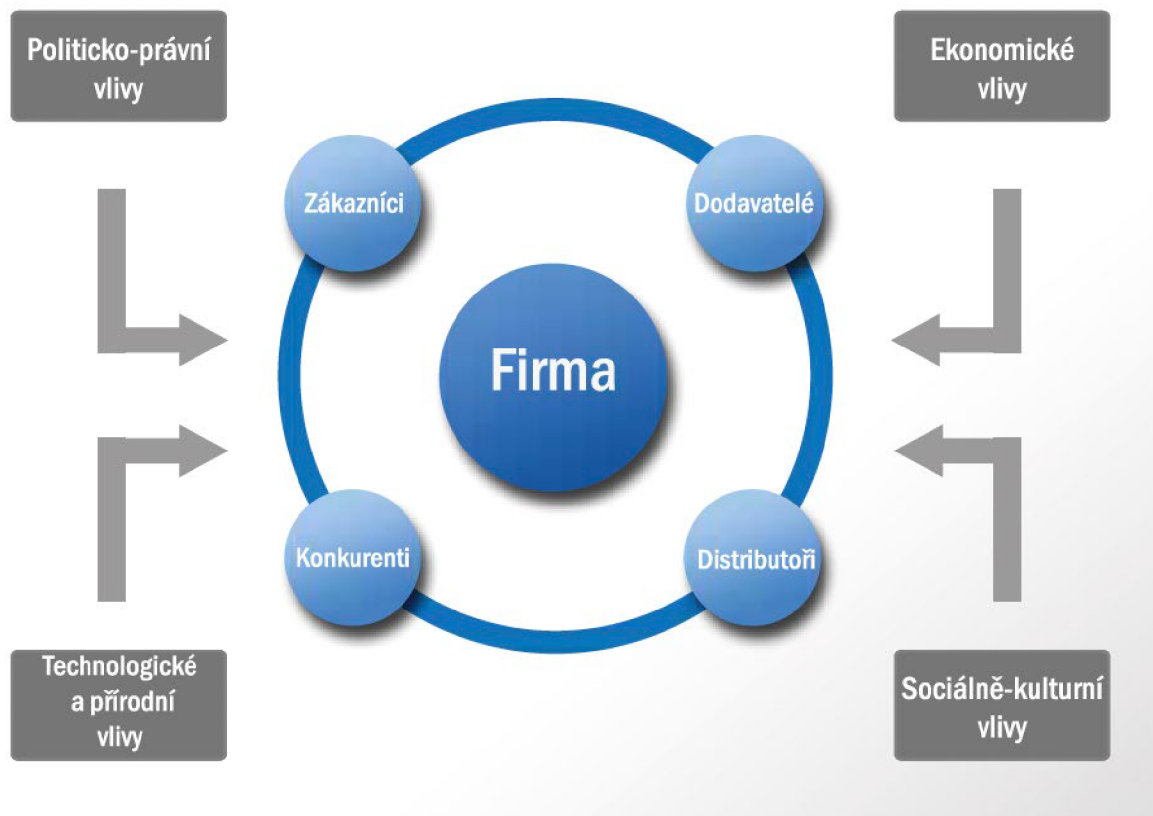 Politicko-právní
vlivy
Ekonomické
vlivy
Zákazníci
Dodavatelé
Firma
Konkurenti
Distributoři
Technologické
a přírodní
vlivy
Sociálně-kulturní
vlivy